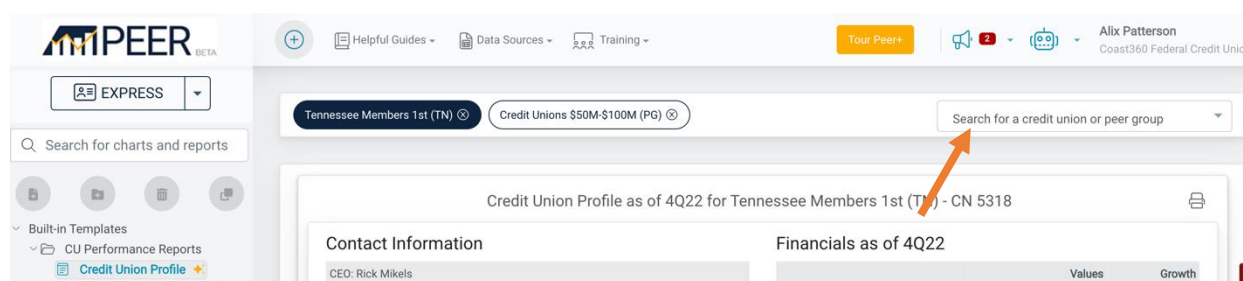 PEER BETA
Helpful Guides
Data Sources
Training
Tour Peer+
2
Alix Patterson
Coast360 Federal Credit Unio
EXPRESS
Tennessee Members 1st (TN)
Credit Unions $50M-$100M (PG)
Search for a credit union or peer group
Search for charts and reports
Credit Union Profile as of 4Q22 for Tennessee Members 1st (TN) - CN 5318
Built-in Templates
CU Performance Reports
Credit Union Profile
Contact Information
Financials as of 4Q22
CEO: Rick Mikels
Values Growth